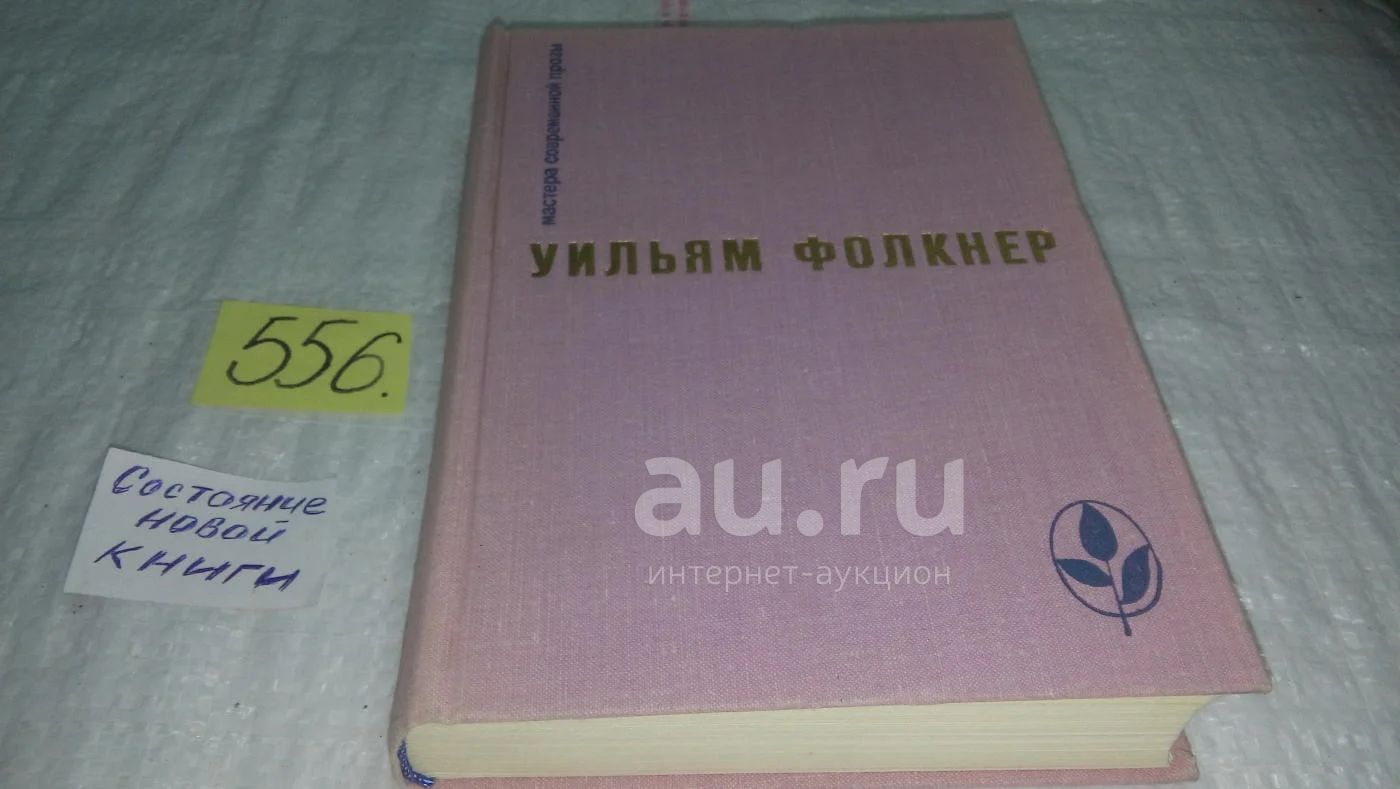 мастера современной прозы
УИЛЬЯМ ФОЛКНЕР
556.
Состояние
новой
книги
au.ru
интернет-аукцион